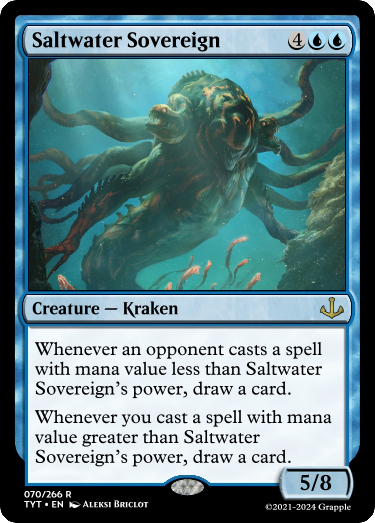 Saltwater Sovereign 4
Creature — Kraken
Whenever an opponent casts a spell
with mana value less than Saltwater
Sovereign's power, draw a card.
Whenever you cast a spell with mana
value greater than Saltwater
Sovereign's power, draw a card.
5/8
070/266 R
TYT • EN Aleksi Briclot
©2021-2024 Grapple